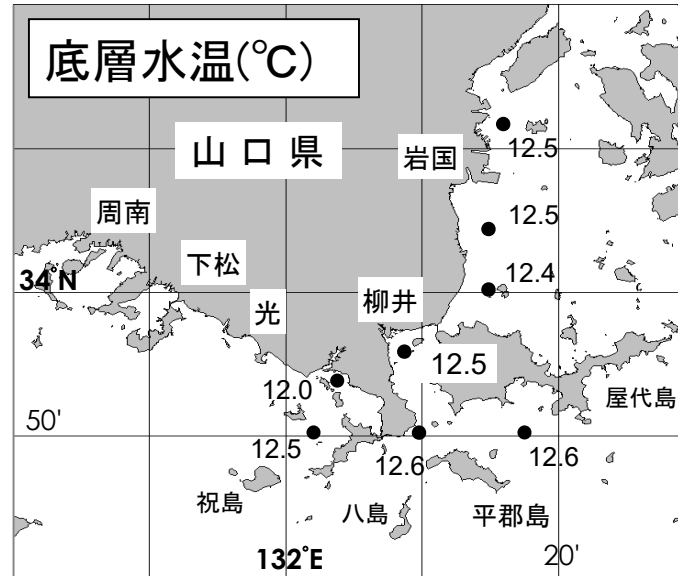 底層水温(℃)
山口県
岩国
12.5
周南
12.5
下松
12.4
34°N
光
柳井
12.5
12.0
屋代島
50'
12.5
12.6
12.6
祝島
八島
平郡島
132°E
20'